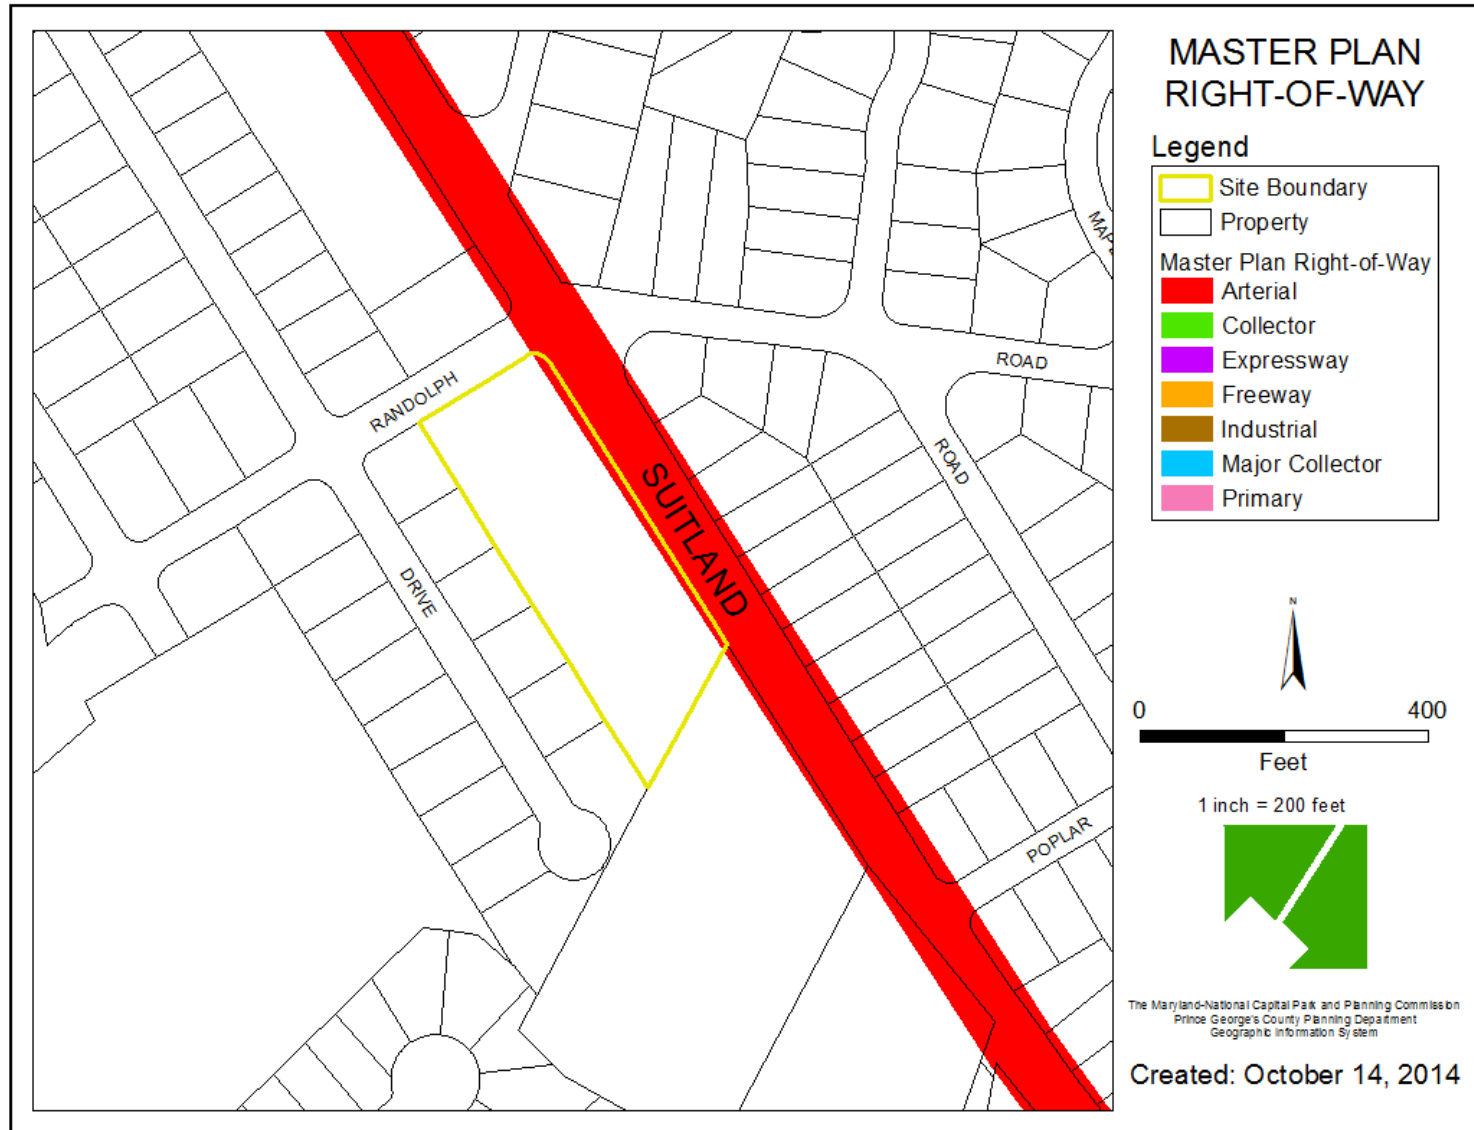 MASTER PLAN
RIGHT-OF-WAY
Legend
Site Boundary
Property
Master Plan Right-of-Way
Arterial
Collector
Expressway
Freeway
Industrial
Major Collector
Primary
MAPL
ROAD
RANDOLPH
ROAD
SUITLAND
DRIVE
POPLAR
N
0 400
Feet
1 inch = 200 feet
The Maryland-National Capital Park and Planning Commission
Prince George's County Planning Department
Geographic Information System
Created: October 14, 2014